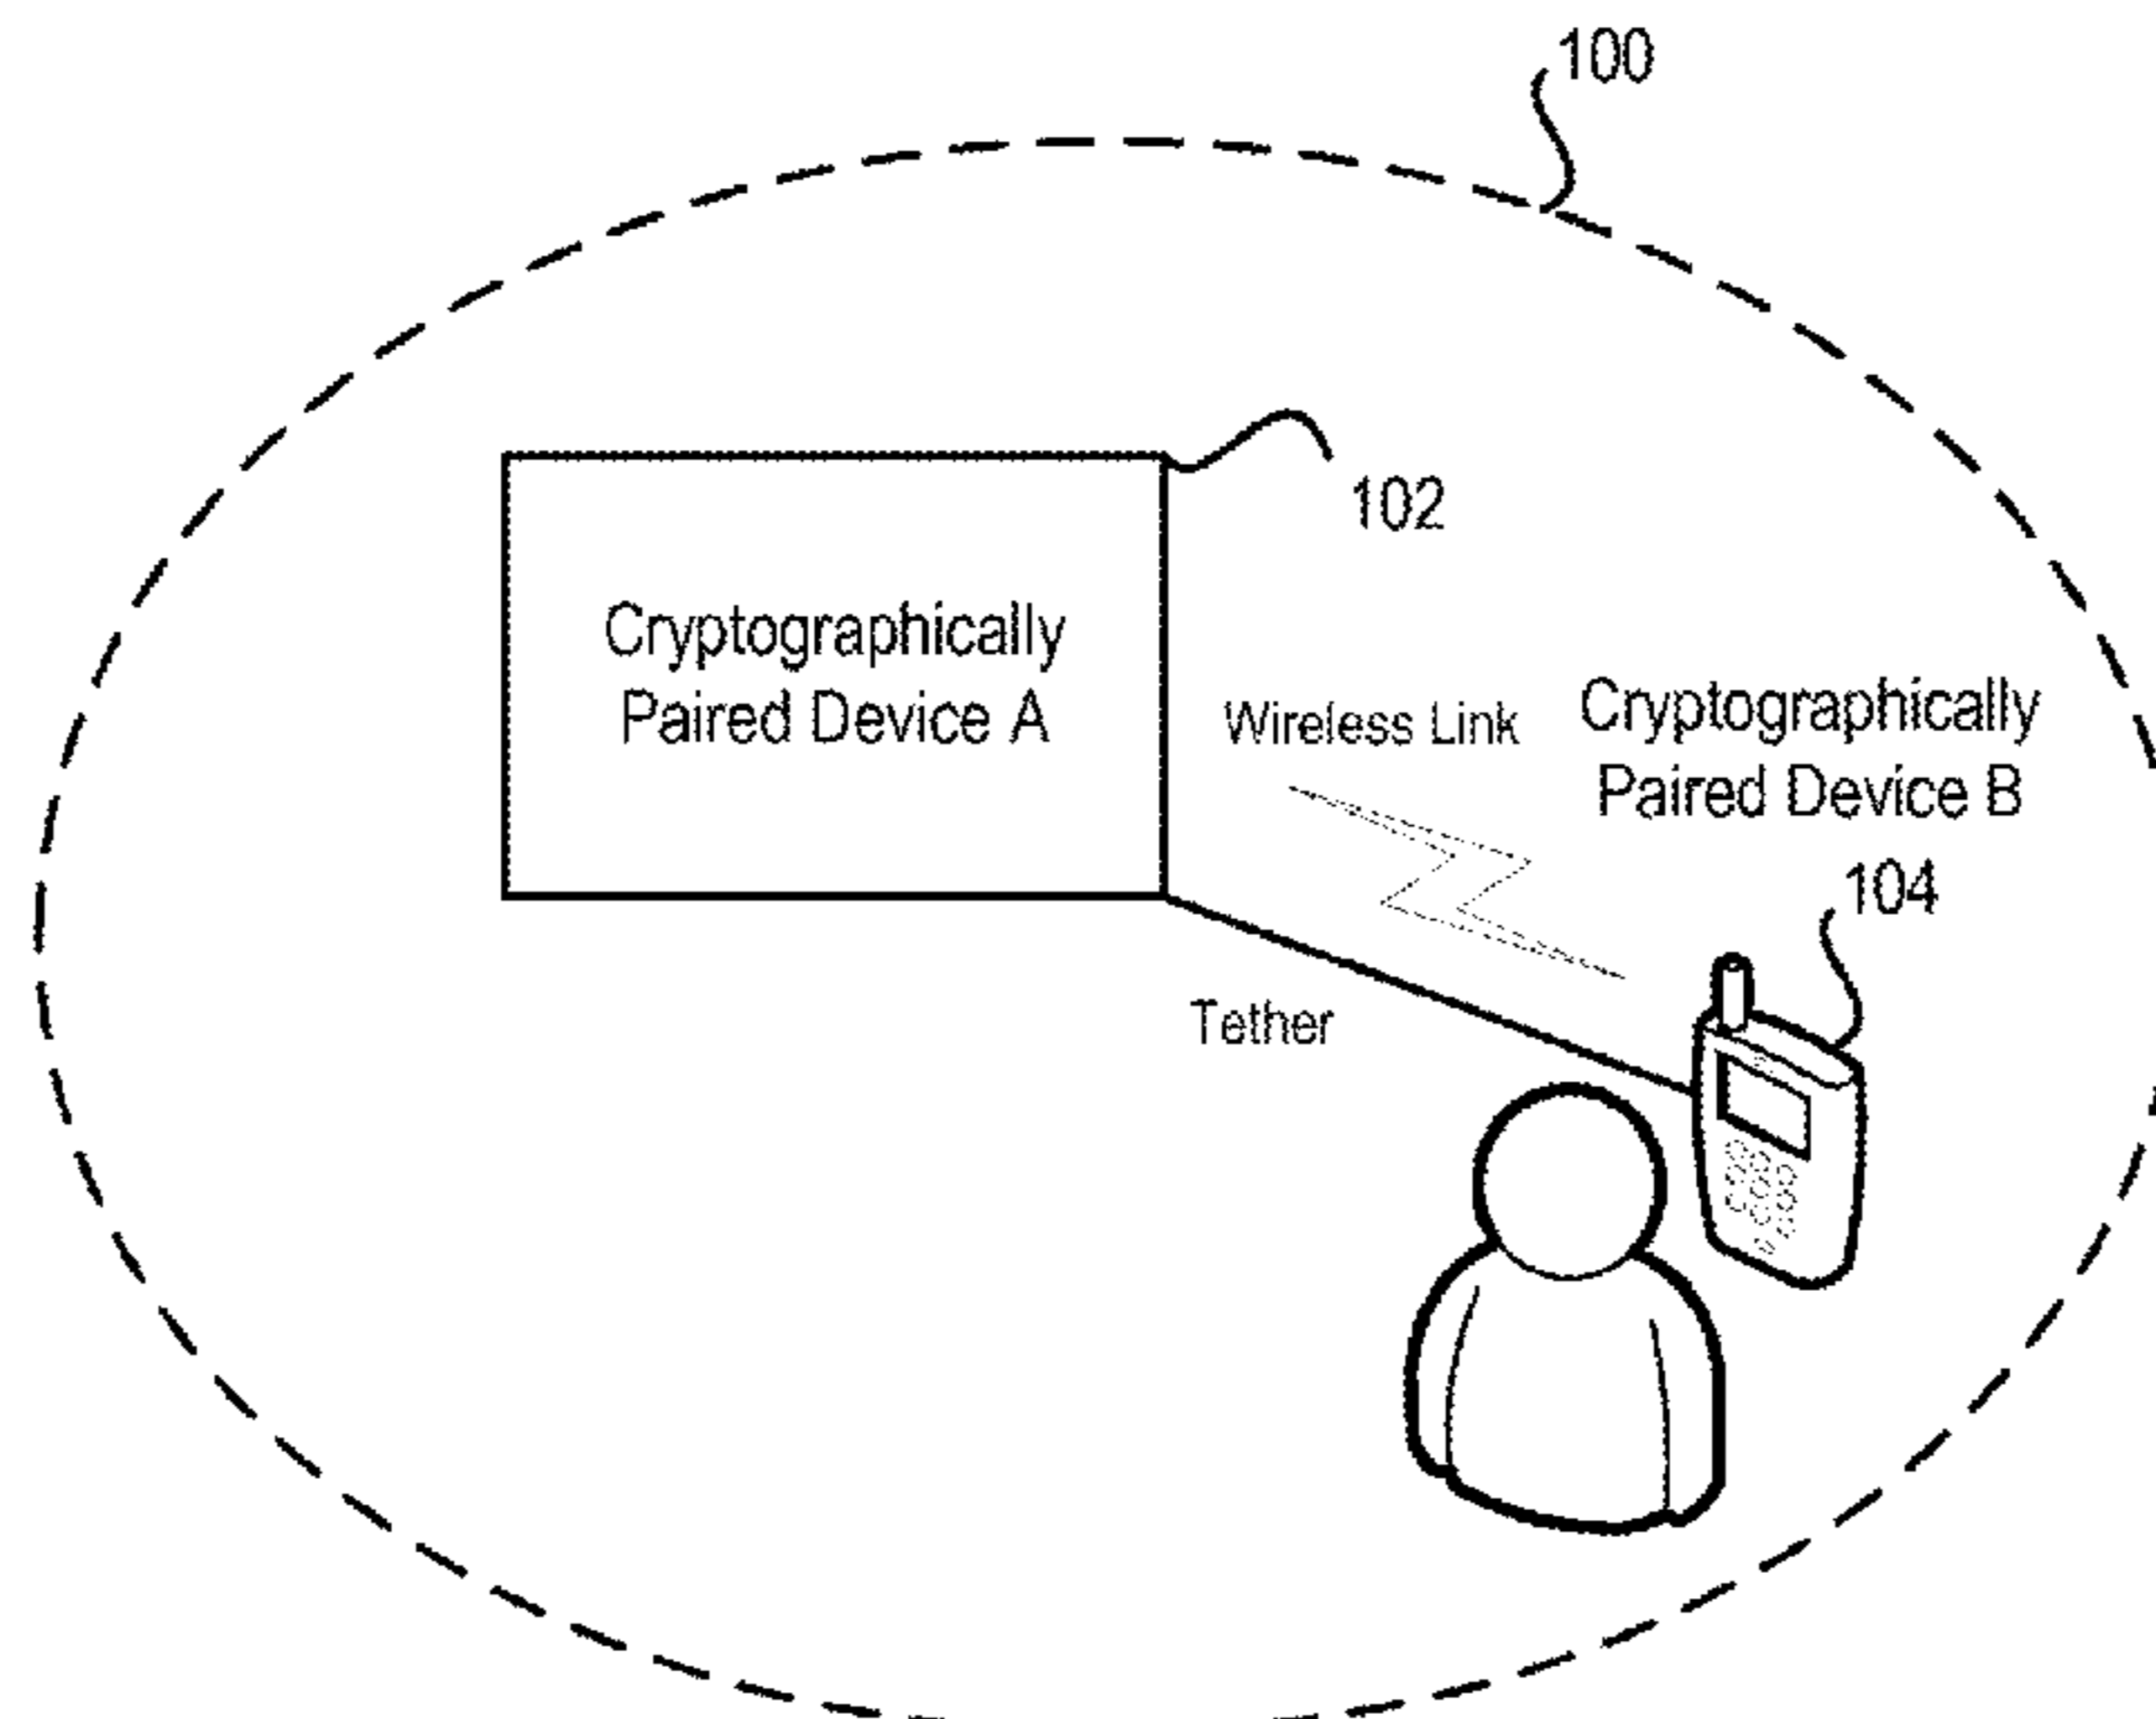 100
102
Cryptographically
Paired Device A
Wireless Link
Cryptographically
Paired Device B
104
Tether